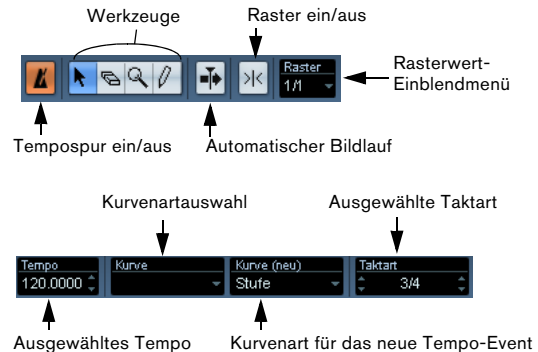 Werkzeuge
Raster ein/aus
Raster
1/1
Rasterwert-
Einblendmenü
Tempospur ein/aus
Automatischer Bildlauf
Kurvenartauswahl
Ausgewählte Taktart
Tempo
120.0000
Kurve
Kurve (neu)
Stufe
Taktart
3/4
Ausgewähltes Tempo
Kurvenart für das neue Tempo-Event